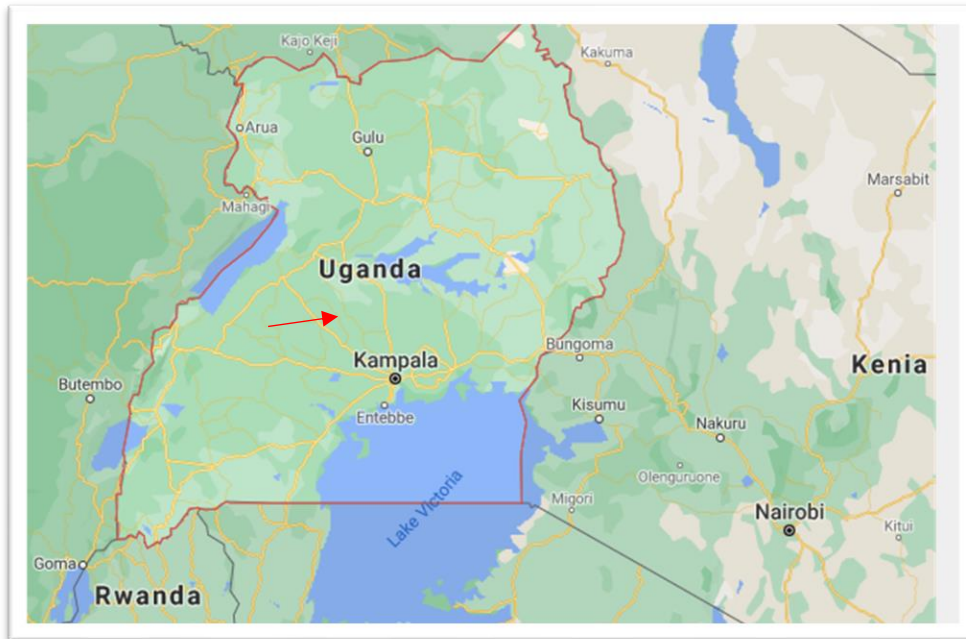 Kajo Keji
Kakuma
Arua
Gulu
Marsabit
Mahagi
Uganda
Bungoma
Kampala
Kenia
Butembo
Kisumu
Entebbe
Nakuru
Olenguruone
Lake Victoria
Migori
Nairobi
Kitui
Goma
Rwanda